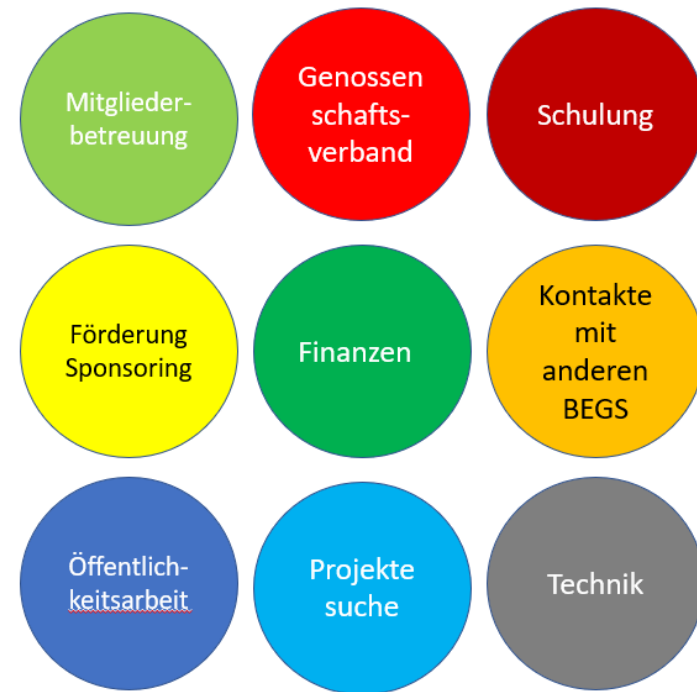 Mitglieder-
betreuung
Genossen
schafts-
verband
Schulung
Förderung
Sponsoring
Finanzen
Kontakte
mit
anderen
BEGS
Öffentlich-
keitsarbeit
Projekte
suche
Technik